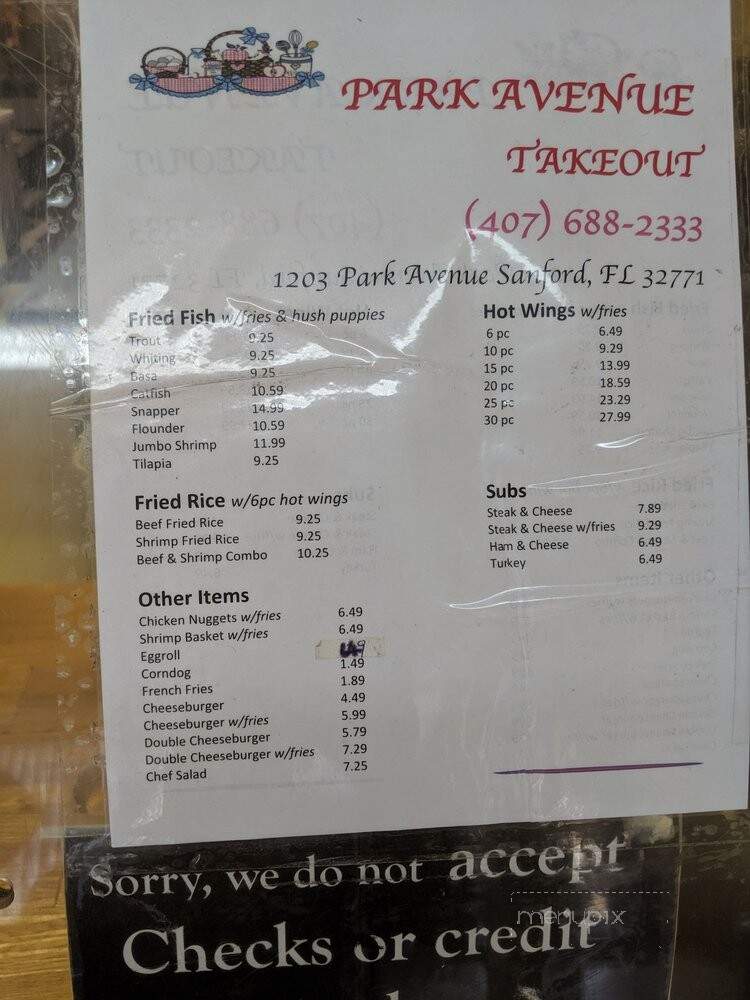 PARK AVENUE
TAKEOUT
(407) 688-2333
1203 Park Avenue Sanford, FL 32771
Fried Fish w/fries & hush puppies
Trout 9.25
Whiting 9.25
Basa 9.25
Catfish 10.59
Snapper 14.99
Flounder 10.59
Jumbo Shrimp 11.99
Tilapia 9.25
Hot Wings w/fries
6 pc 6.49
10 pc 9.29
15 pc 13.99
20 pc 18.59
25 pc 23.29
30 pc 27.99
Fried Rice w/6pc hot wings
Beef Fried Rice 9.25
Shrimp Fried Rice 9.25
Beef & Shrimp Combo 10.25
Subs
Steak & Cheese 7.89
Steak & Cheese w/fries 9.29
Ham & Cheese 6.49
Turkey 6.49
Other Items
Chicken Nuggets w/fries 6.49
Shrimp Basket w/fries 6.49
Eggroll
Corndog 1.49
French Fries 1.89
Cheeseburger 4.49
Cheeseburger w/fries 5.99
Double Cheeseburger 5.79
Double Cheeseburger w/fries 7.29
Chef Salad 7.25
Sorry, we do not accept
Checks or credit
menupix